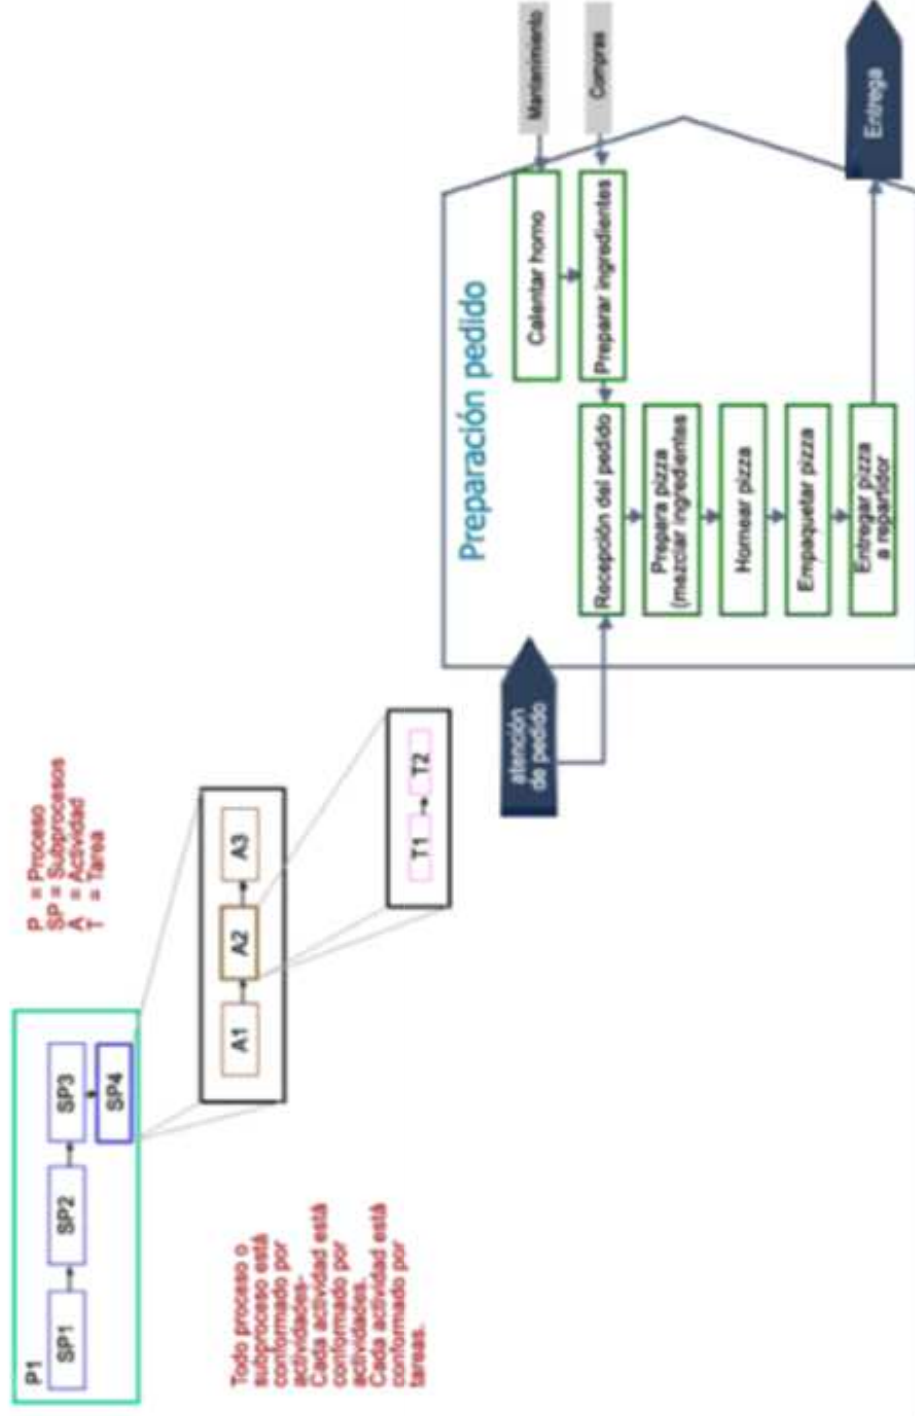 P1
SP1
SP2
SP3
SP4
P = Proceso
SP = Subprocesos
A = Actividad
T = Tarea
A1
A2
A3
T1
T2
Todo proceso o
subproceso está
conformado por
actividades-
Cada actividad está
conformado por
actividades.
Cada actividad está
conformado por
tareas.
Preparación pedido
atención
de pedido
Calentar horno
Mantenimiento
Preparar ingredientes
Compras
Recepción del pedido
Prepara pizza
(mezclar ingredientes
Hornear pizza
Empaquetar pizza
Entregar pizza
a repartidor
Entrega